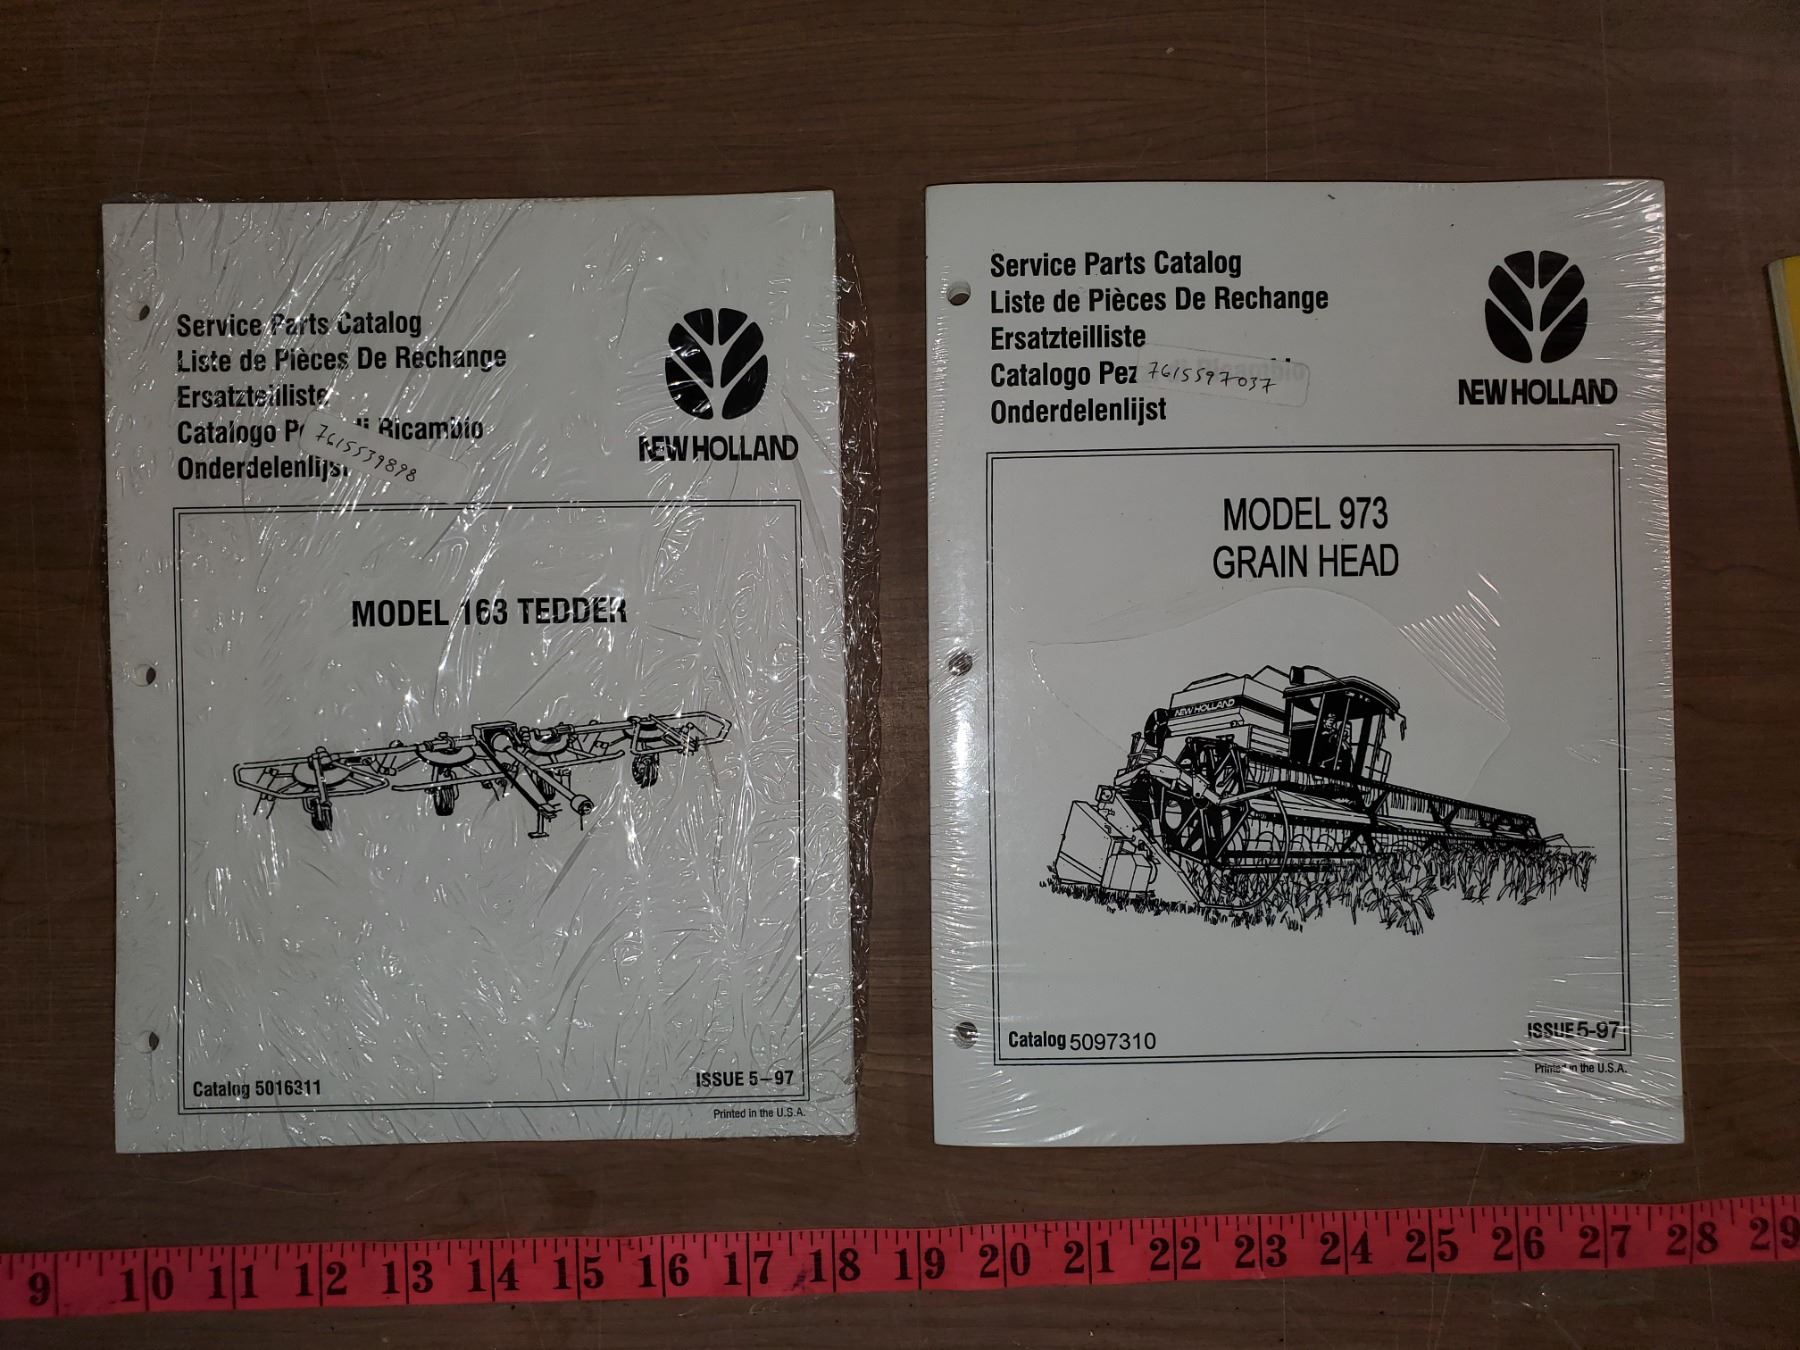 Service Parts Catalog
Liste de Pièces De Rechange
Ersatzteilliste
Catalogo di Ricambio
Onderdelenlijst
7615539898
NEW HOLLAND
MODEL 163 TEDDER
Catalog 5016311
ISSUE 5-97
Printed in the U.S.A.
Service Parts Catalog
Liste de Pièces De Rechange
Ersatzteilliste
Catalogo Pez
Onderdelenlijst
7615597037
NEW HOLLAND
MODEL 973
GRAIN HEAD
NEW HOLLAND
Catalog 5097310
ISSUE 5-97
Printed in the U.S.A.
9 10 11 12 13 14 15 16 17 18 19 20 21 22 23 24 25 26 27 28 29